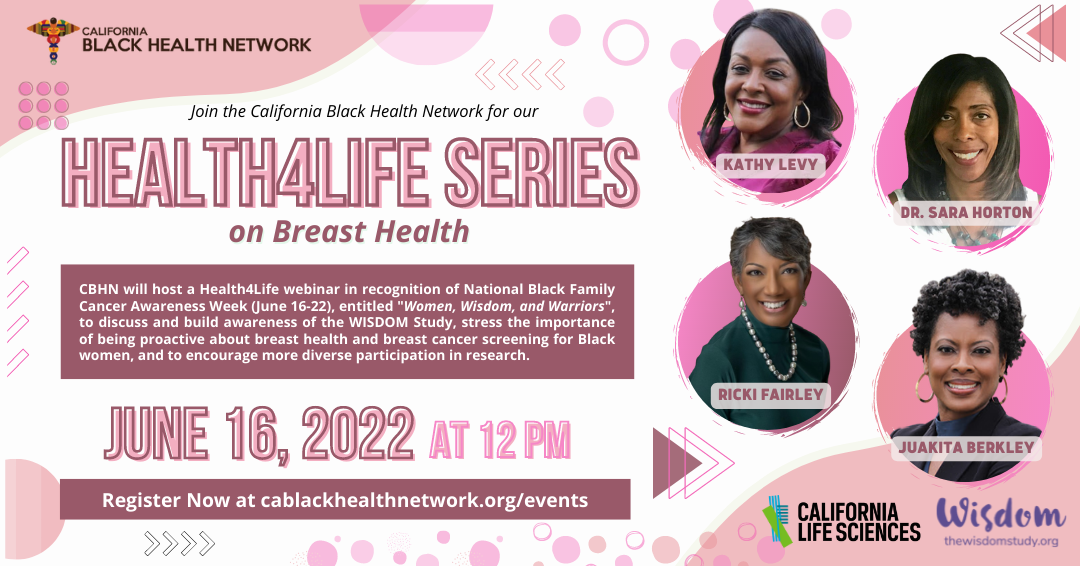 CALIFORNIA
BLACK HEALTH NETWORK
Join the California Black Health Network for our
HEALTH4LIFE SERIES
on Breast Health
CBHN will host a Health4Life webinar in recognition of National Black Family
Cancer Awareness Week (June 16-22), entitled "Women, Wisdom, and Warriors",
to discuss and build awareness of the WISDOM Study, stress the importance
of being proactive about breast health and breast cancer screening for Black
women, and to encourage more diverse participation in research.
JUNE 16, 2022 AT 12 PM
Register Now at cablackhealthnetwork.org/events
KATHY LEVY
DR. SARA HORTON
RICKI FAIRLEY
JUAKITA BERKLEY
CALIFORNIA
LIFE SCIENCES
Wisdom
thewisdomstudy.org